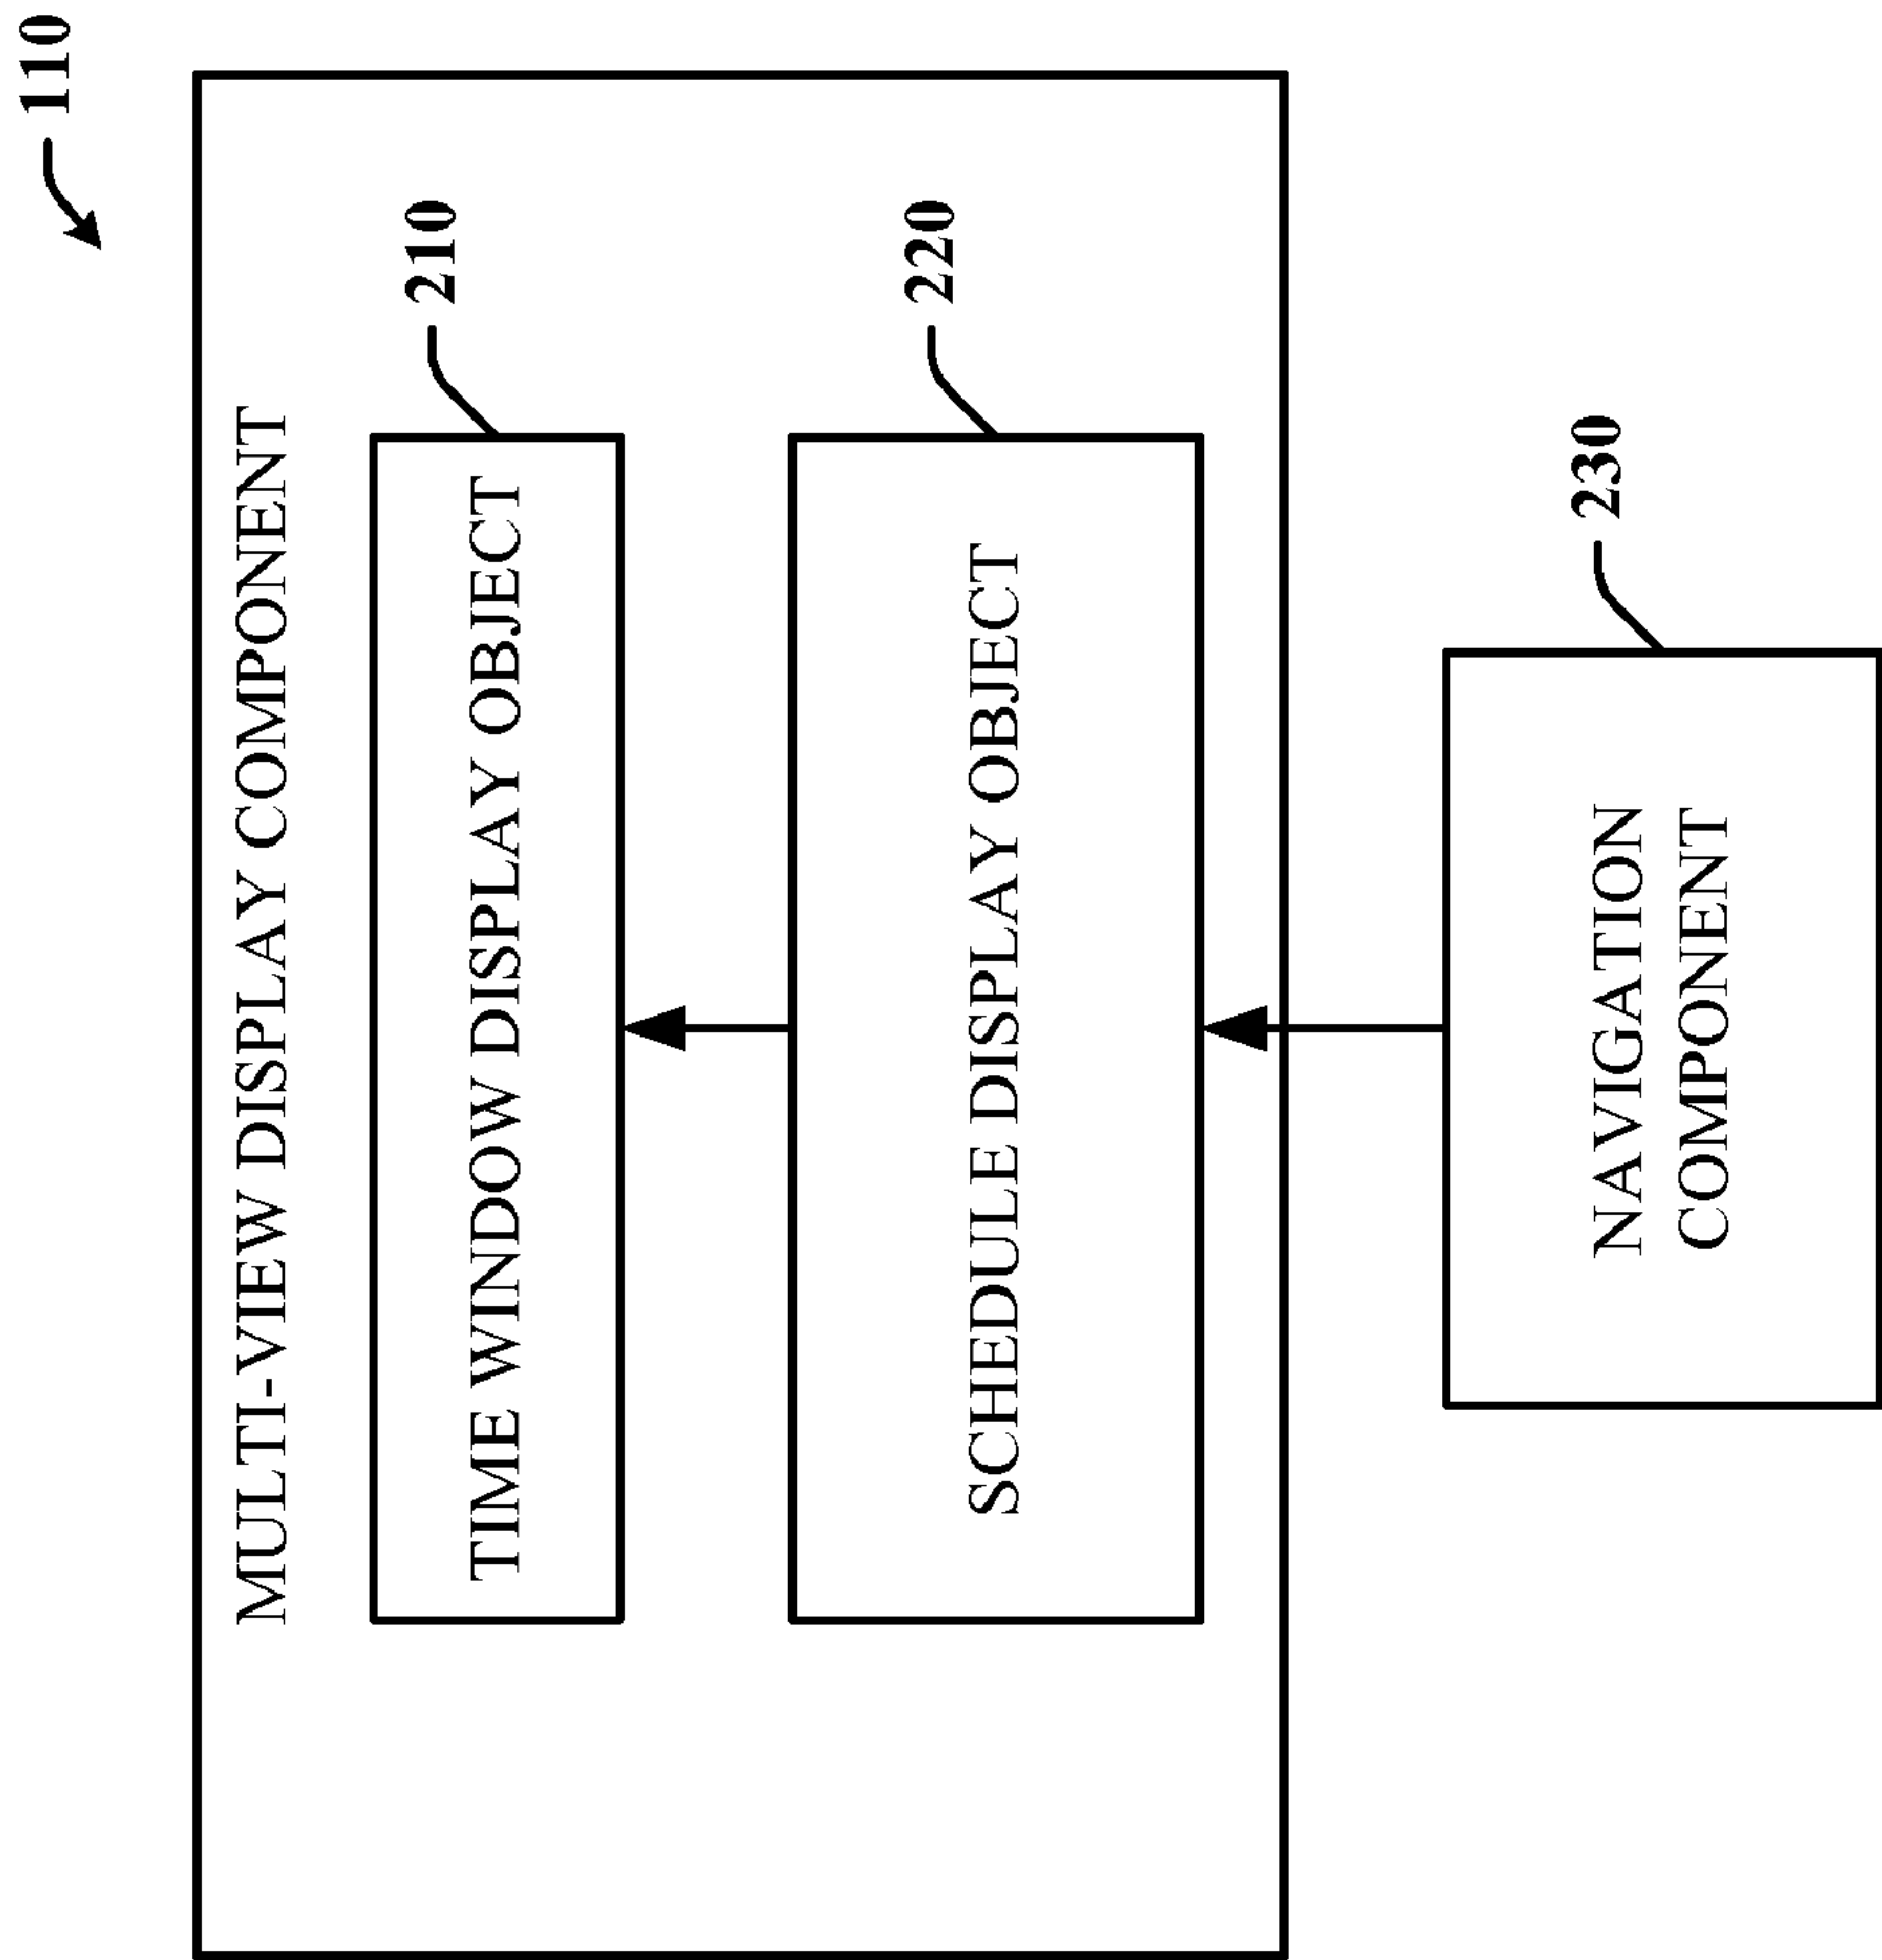 110
MULTI-VIEW DISPLAY COMPONENT
210
TIME WINDOW DISPLAY OBJECT
220
SCHEDULE DISPLAY OBJECT
230
NAVIGATION
COMPONENT